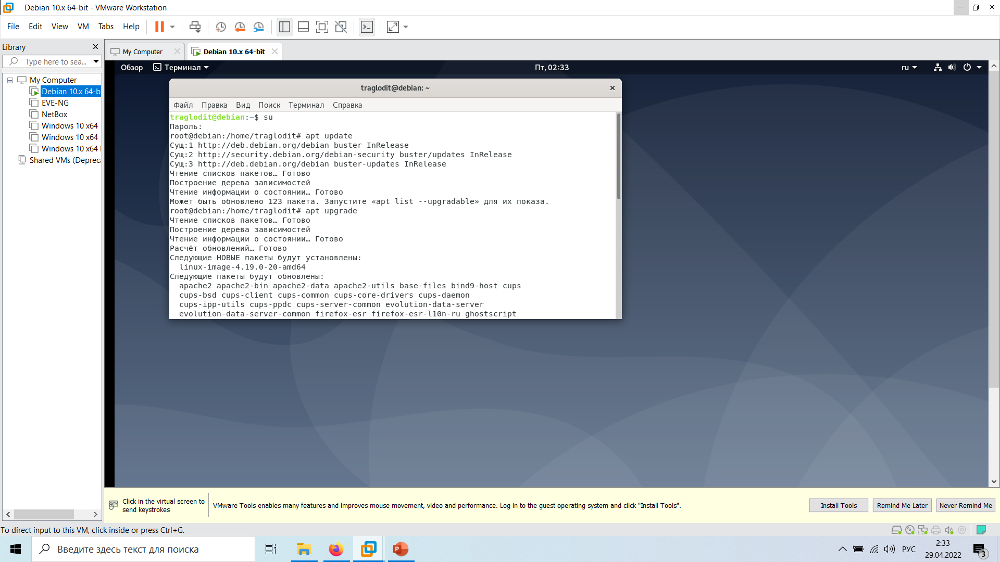 Debian 10.x 64-bit - VMware Workstation
File Edit View VM Tabs Help
Library
Type here to sea...
My Computer
Debian 10.x 64-b
EVE-NG
NetBox
Windows 10 x64
Windows 10 x64
Windows 10 x64
Shared VMs (Deprec
My Computer
Debian 10.x 64-bit
Обзор Терминал Пт, 02:33 ru
traglodit@debian: ~
Файл Правка Вид Поиск Терминал Справка
traglodit@debian:~$ su
Пароль:
root@debian:/home/traglodit# apt update
Сущ:1 http://deb.debian.org/debian buster InRelease
Сущ:2 http://security.debian.org/debian-security buster/updates InRelease
Сущ:3 http://deb.debian.org/debian buster-updates InRelease
Чтение списков пакетов… Готово
Построение дерева зависимостей
Чтение информации о состоянии… Готово
Может быть обновлено 123 пакета. Запустите «apt list --upgradable» для их показа.
root@debian:/home/traglodit# apt upgrade
Чтение списков пакетов… Готово
Построение дерева зависимостей
Чтение информации о состоянии… Готово
Расчёт обновлений… Готово
Следующие НОВЫЕ пакеты будут установлены:
linux-image-4.19.0-20-amd64
Следующие пакеты будут обновлены:
apache2 apache2-bin apache2-data apache2-utils base-files bind9-host cups
cups-bsd cups-client cups-common cups-core-drivers cups-daemon
cups-ipp-utils cups-ppdc cups-server-common evolution-data-server
evolution-data-server-common firefox-esr firefox-esr-l10n-ru ghostscript
Click in the virtual screen to
send keystrokes
VMware Tools enables many features and improves mouse movement, video and performance. Log in to the guest operating system and click "Install Tools".
Install Tools Remind Me Later Never Remind Me
To direct input to this VM, click inside or press Ctrl+G.
Введите здесь текст для поиска
РУС
2:33
29.04.2022
3